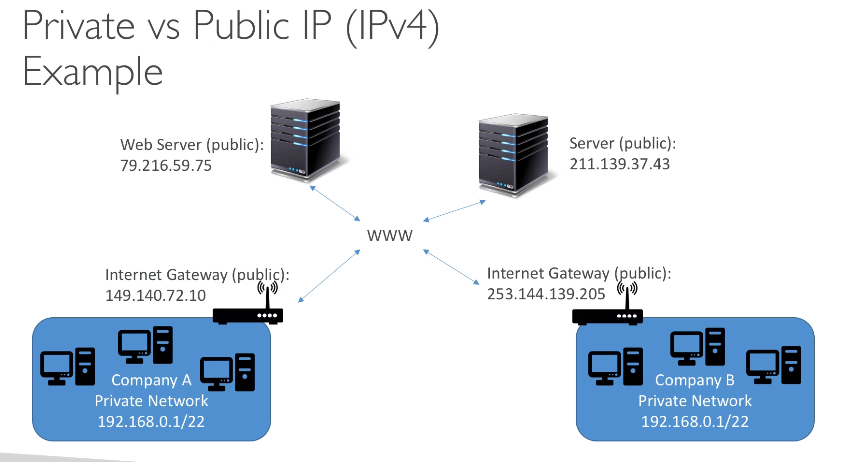 Private vs Public IP (IPv4)
Example
Web Server (public):
79.216.59.75
Server (public):
211.139.37.43
WWW
Internet Gateway (public):
149.140.72.10
Internet Gateway (public):
253.144.139.205
Company A
Private Network
192.168.0.1/22
Company B
Private Network
192.168.0.1/22